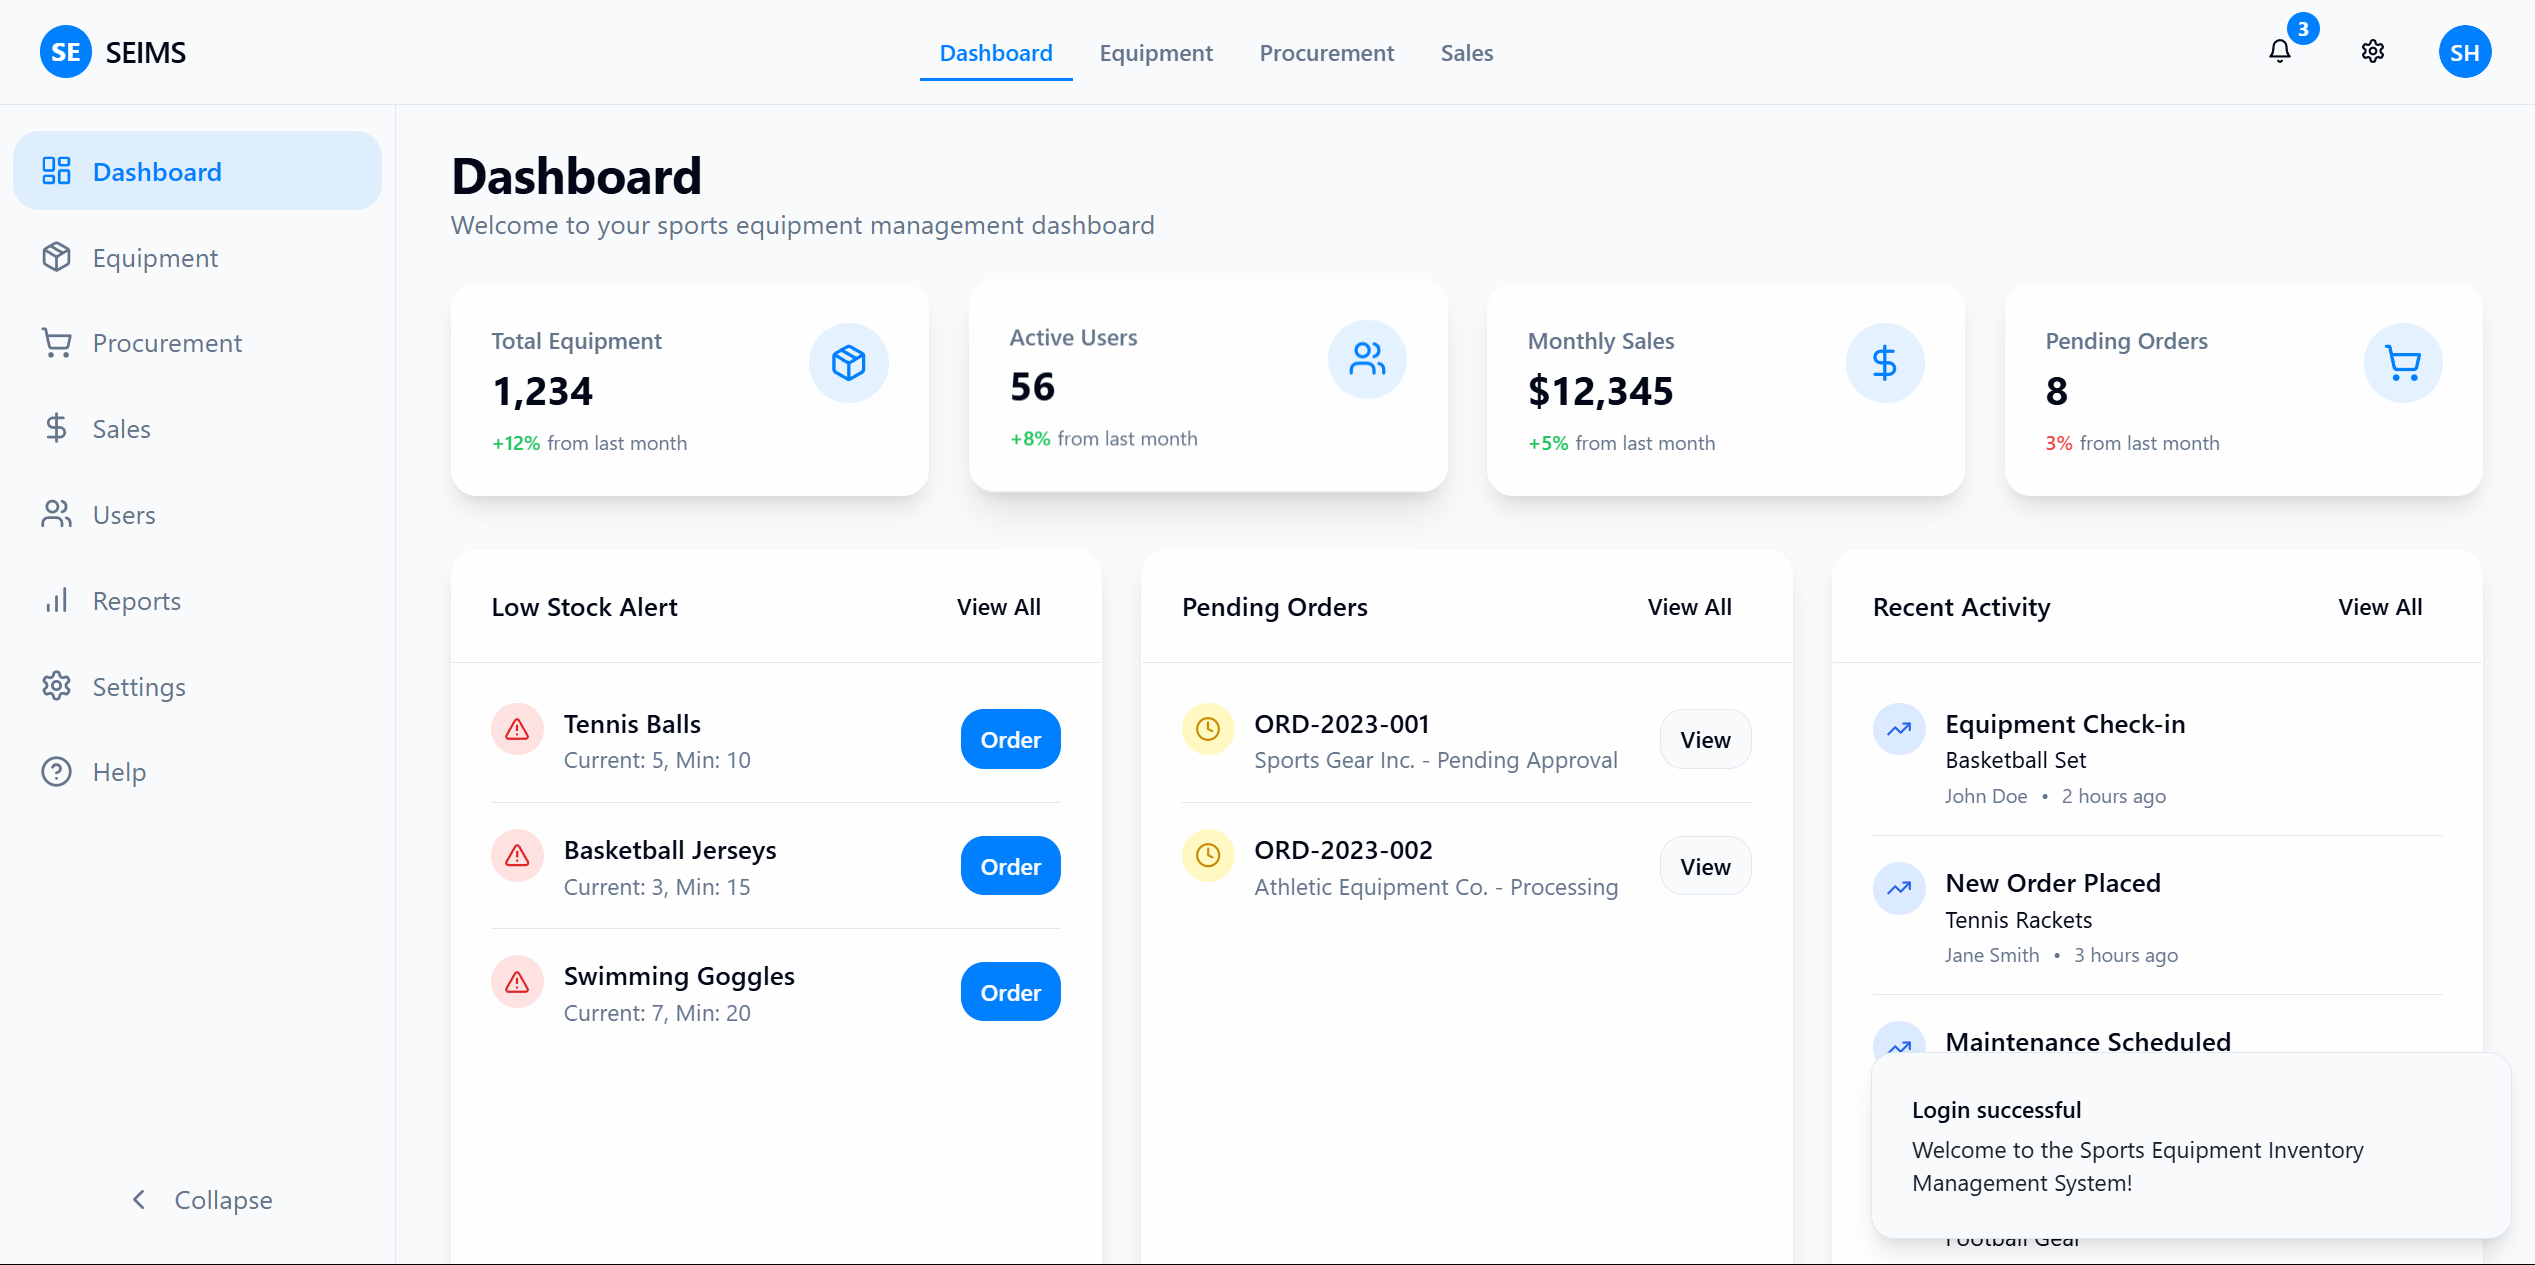 SE SEIMS
Dashboard Equipment Procurement Sales
3
SH
Dashboard
Equipment
Procurement
Sales
Users
Reports
Settings
Help
Collapse
Dashboard
Welcome to your sports equipment management dashboard
Total Equipment
1,234
+12% from last month
Active Users
56
+8% from last month
Monthly Sales
$12,345
+5% from last month
Pending Orders
8
3% from last month
Low Stock Alert View All
Tennis Balls
Current: 5, Min: 10
Order
Basketball Jerseys
Current: 3, Min: 15
Order
Swimming Goggles
Current: 7, Min: 20
Order
Pending Orders View All
ORD-2023-001
Sports Gear Inc. - Pending Approval
View
ORD-2023-002
Athletic Equipment Co. - Processing
View
Recent Activity View All
Equipment Check-in
Basketball Set
John Doe • 2 hours ago
New Order Placed
Tennis Rackets
Jane Smith • 3 hours ago
Maintenance Scheduled
Login successful
Welcome to the Sports Equipment Inventory
Management System!
Football Gear